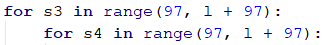 for s3 in range(97, l + 97):
    for s4 in range(97, l + 97):